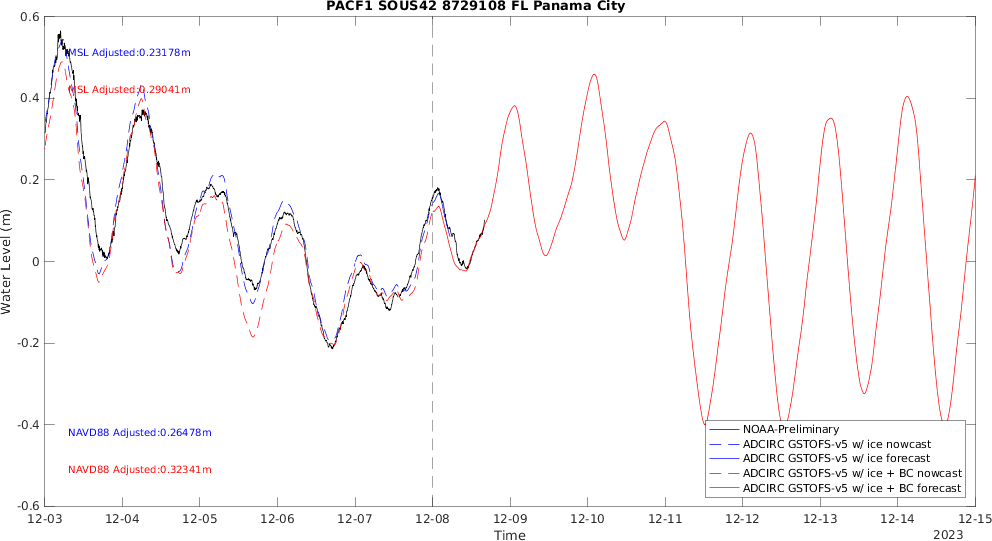 PACF1 SOUS42 8729108 FL Panama City
MSL Adjusted:0.23178m
MSL Adjusted:0.29041m
NAVD88 Adjusted:0.26478m
NAVD88 Adjusted:0.32341m
Water Level (m)
0.6
0.4
0.2
0
-0.2
-0.4
-0.6
NOAA-Preliminary
ADCIRC GSTOFS-v5 w/ ice nowcast
ADCIRC GSTOFS-v5 w/ ice forecast
ADCIRC GSTOFS-v5 w/ ice + BC nowcast
ADCIRC GSTOFS-v5 w/ ice + BC forecast
12-03 12-04 12-05 12-06 12-07 12-08 12-09 12-10 12-11 12-12 12-13 12-14 12-15
Time
2023